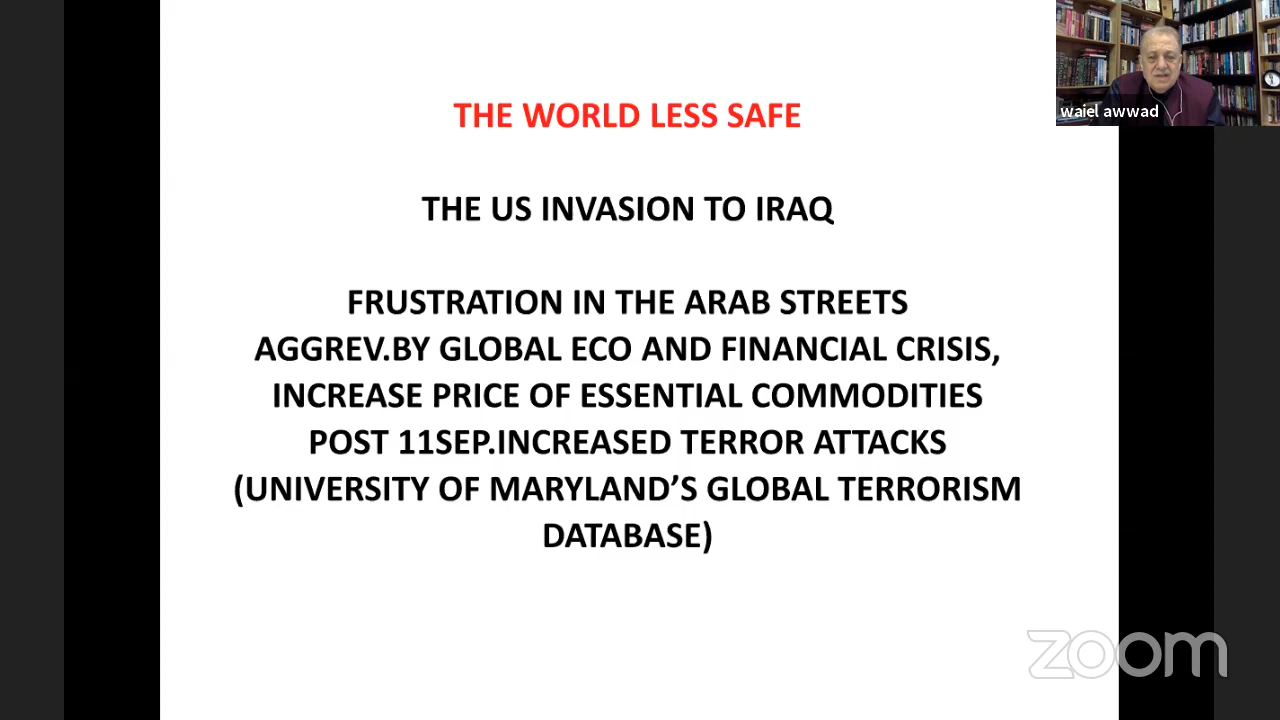 THE WORLD LESS SAFE
THE US INVASION TO IRAQ
FRUSTRATION IN THE ARAB STREETS
AGGREV.BY GLOBAL ECO AND FINANCIAL CRISIS,
INCREASE PRICE OF ESSENTIAL COMMODITIES
POST 11SEP.INCREASED TERROR ATTACKS
(UNIVERSITY OF MARYLAND’S GLOBAL TERRORISM
DATABASE)
waiel awwad
zoom